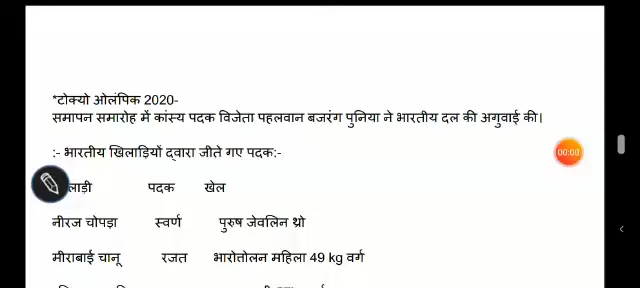 *टोक्यो ओलंपिक 2020-
समापन समारोह में कांस्य पदक विजेता पहलवान बजरंग पुनिया ने भारतीय दल की अगुवाई की।
:- भारतीय खिलाड़ियों द्वारा जीते गए पदक:-
00:00
लाड़ी पदक खेल
नीरज चोपड़ा स्वर्ण पुरुष जेवलिन थ्रो
मीराबाई चानू रजत भारोत्तोलन महिला 49 kg वर्ग